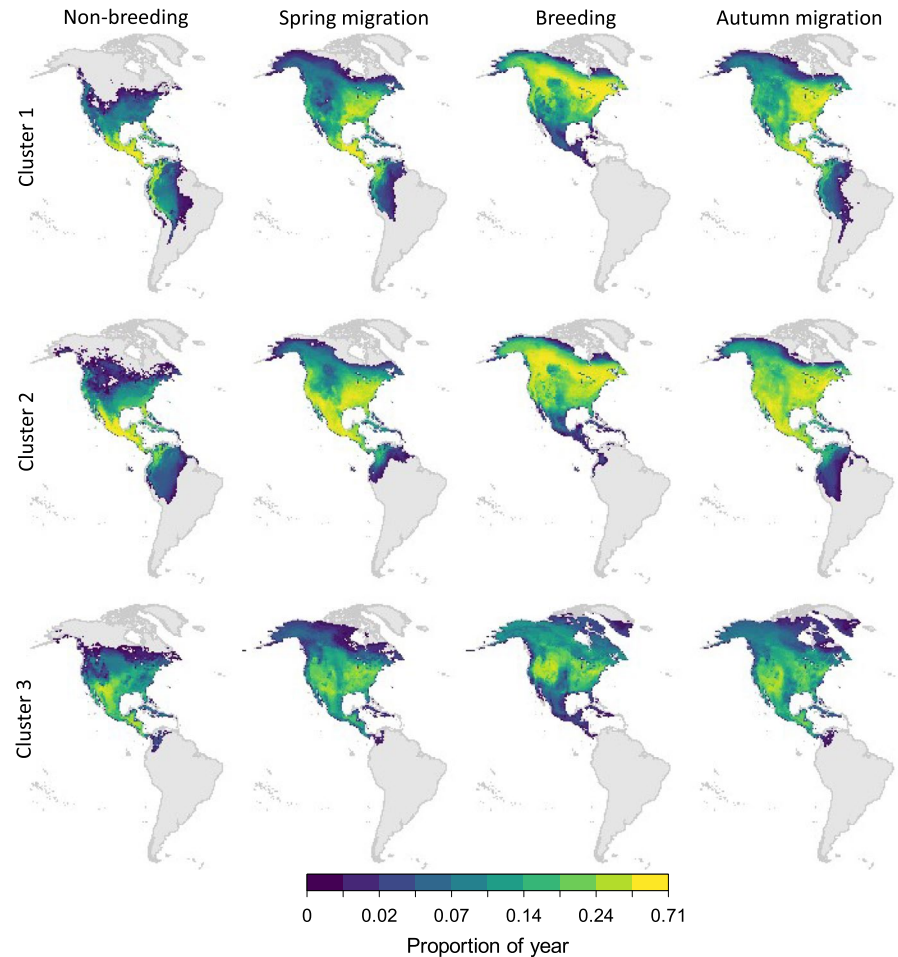 Non-breeding Spring migration Breeding Autumn migration
Cluster 1
Cluster 2
Cluster 3
0 0.02 0.07 0.14 0.24 0.71
Proportion of year